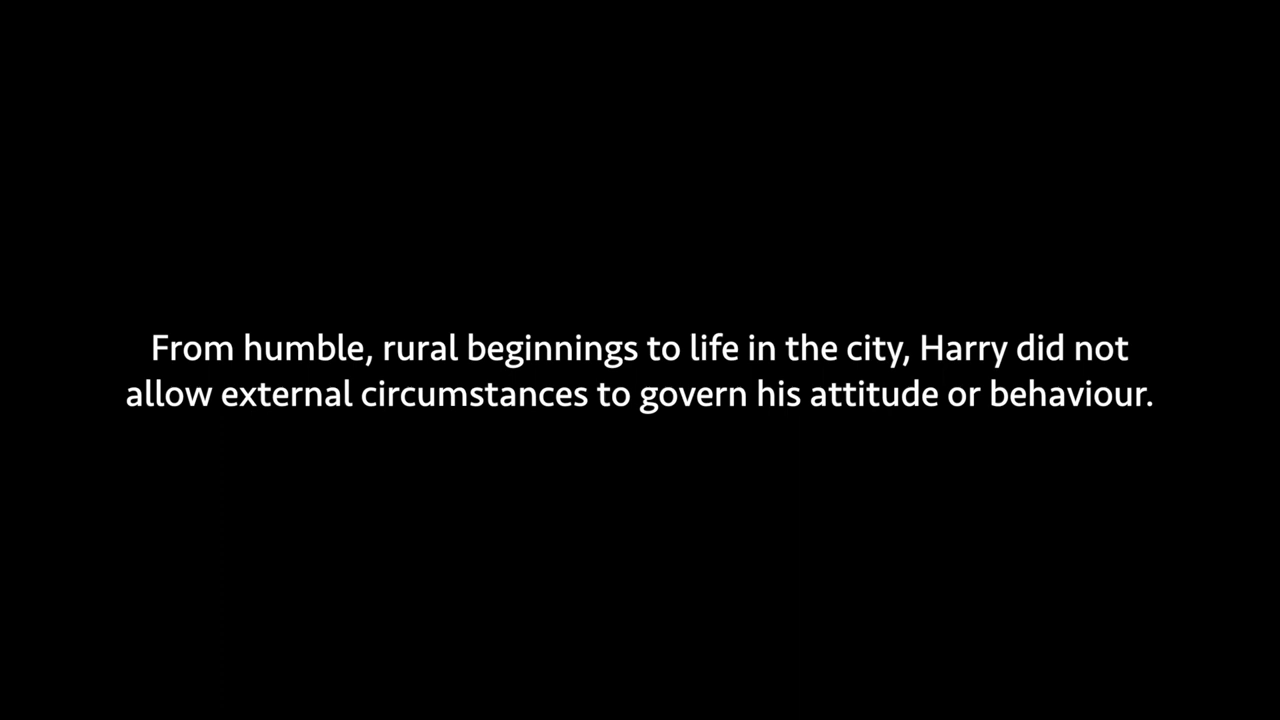 From humble, rural beginnings to life in the city, Harry did not
allow external circumstances to govern his attitude or behaviour.